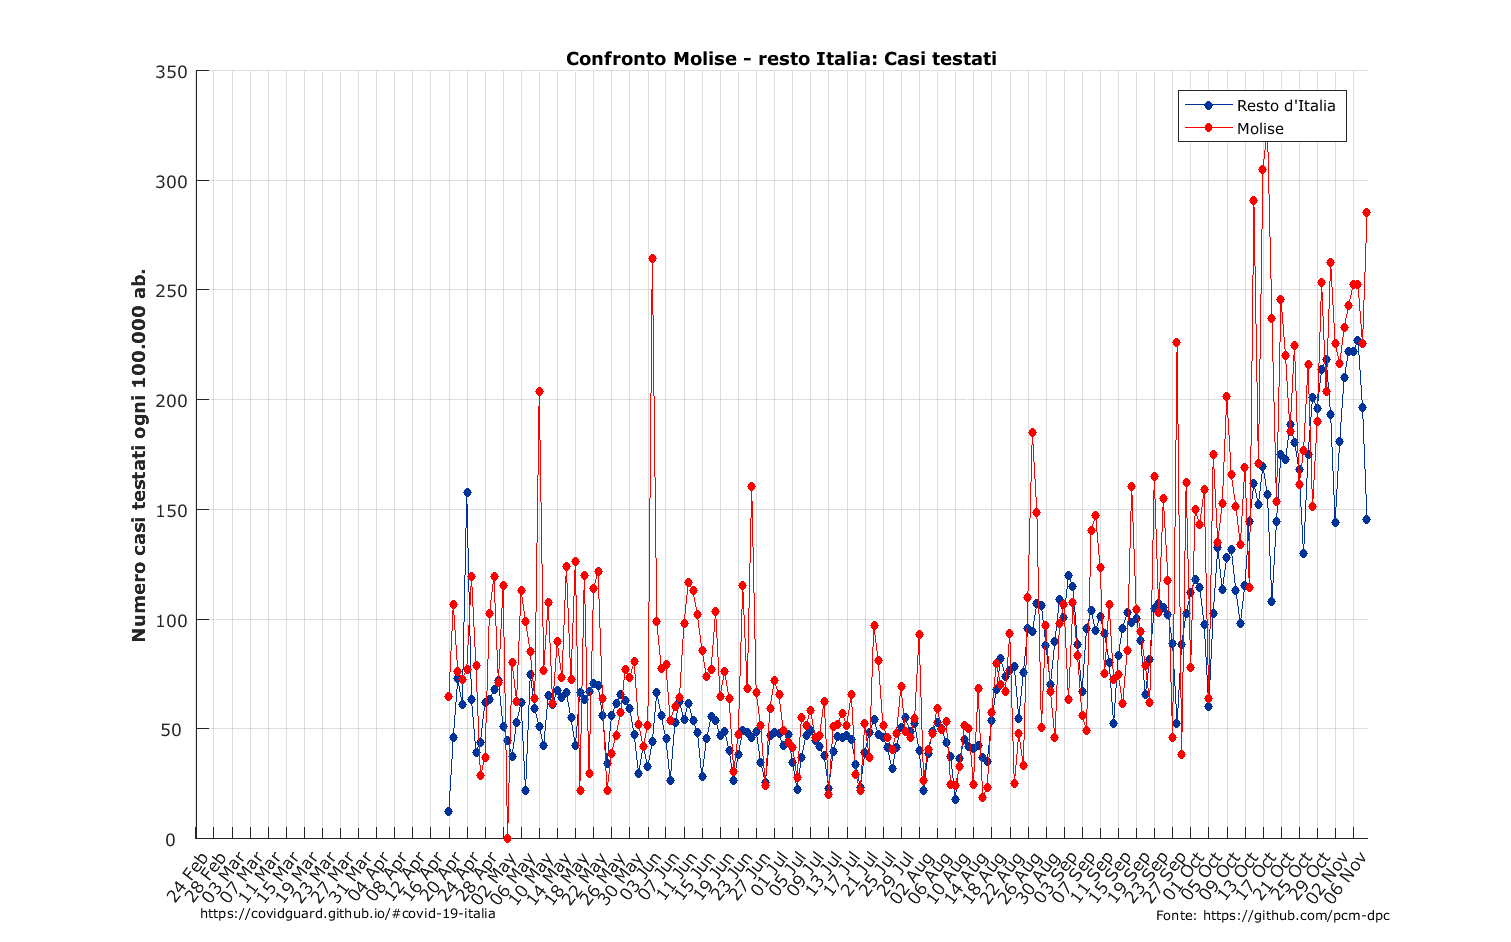 Confronto Molise - resto Italia: Casi testati
350
300
250
200
150
100
50
0
Numero casi testati ogni 100.000 ab.
Resto d'Italia
Molise
24 Feb
28 Feb
03 Mar
07 Mar
11 Mar
15 Mar
19 Mar
23 Mar
27 Mar
31 Mar
04 Apr
08 Apr
12 Apr
16 Apr
20 Apr
24 Apr
28 Apr
02 May
06 May
10 May
14 May
18 May
22 May
26 May
30 May
03 Jun
07 Jun
11 Jun
15 Jun
19 Jun
23 Jun
27 Jun
01 Jul
05 Jul
09 Jul
13 Jul
17 Jul
21 Jul
25 Jul
29 Jul
02 Aug
06 Aug
10 Aug
14 Aug
18 Aug
22 Aug
26 Aug
30 Aug
03 Sep
07 Sep
11 Sep
15 Sep
19 Sep
23 Sep
27 Sep
01 Oct
05 Oct
09 Oct
13 Oct
17 Oct
21 Oct
25 Oct
29 Oct
02 Nov
06 Nov
https://covidguard.github.io/#covid-19-italia
Fonte: https://github.com/pcm-dpc